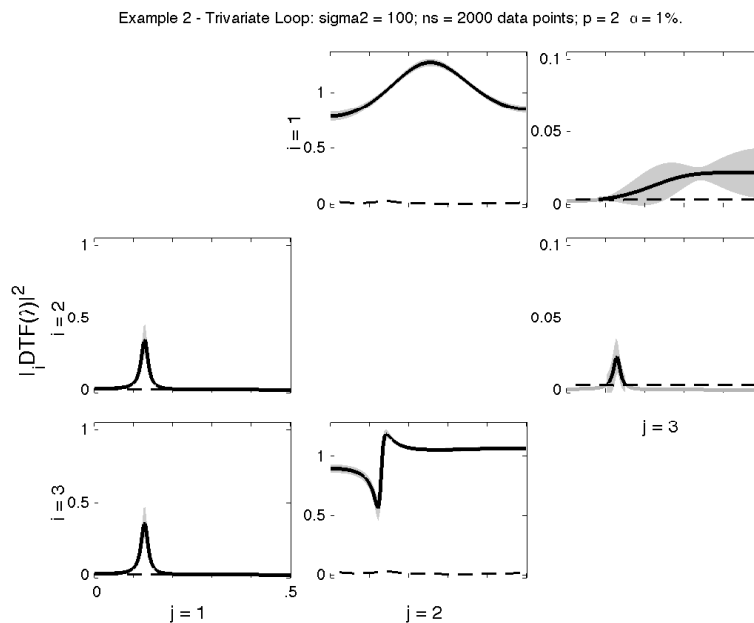 Example 2 - Trivariate Loop: sigma2 = 100; ns = 2000 data points; p = 2 α = 1%.
i = 1
1
0.5
0
0.1
0.05
0
|ᵢDTF(λ)|²
i = 2
1
0.5
0
0.1
0.05
0
j = 3
i = 3
1
0.5
0
1
0.5
0
0
.5
j = 1
j = 2